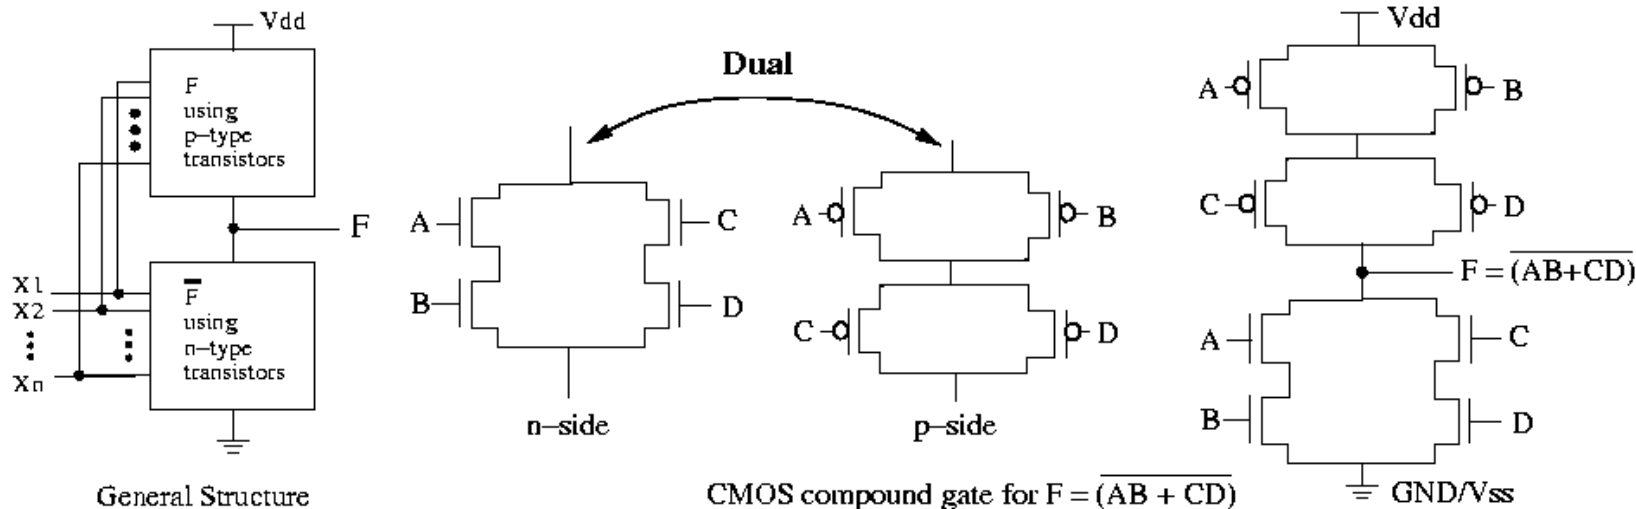 Vdd
F
using
p-type
transistors
F
X1
X2
Xn
F̅
using
n-type
transistors
General Structure
Dual
A
C
B
D
n-side
A
B
C
D
p-side
CMOS compound gate for F = (AB + CD)̅
Vdd
A
B
C
D
F = (AB+CD)̅
A
C
B
D
GND/Vss